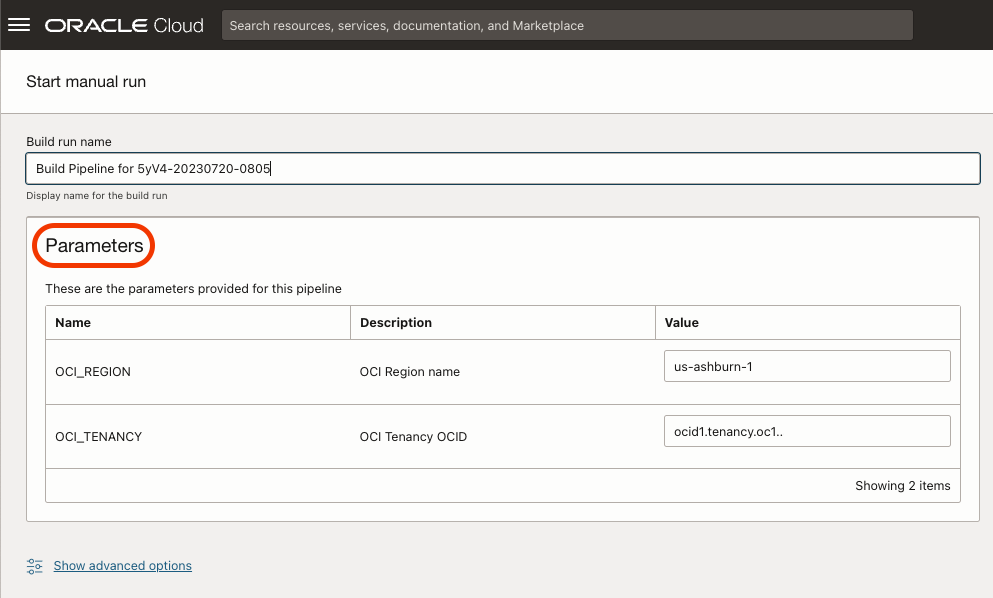 ORACLE Cloud
Search resources, services, documentation, and Marketplace
Start manual run
Build run name
Build Pipeline for 5yV4-20230720-0805
Display name for the build run
Parameters
These are the parameters provided for this pipeline
Name Description Value
OCI_REGION OCI Region name us-ashburn-1
OCI_TENANCY OCI Tenancy OCID ocid1.tenancy.oc1..
Showing 2 items
Show advanced options